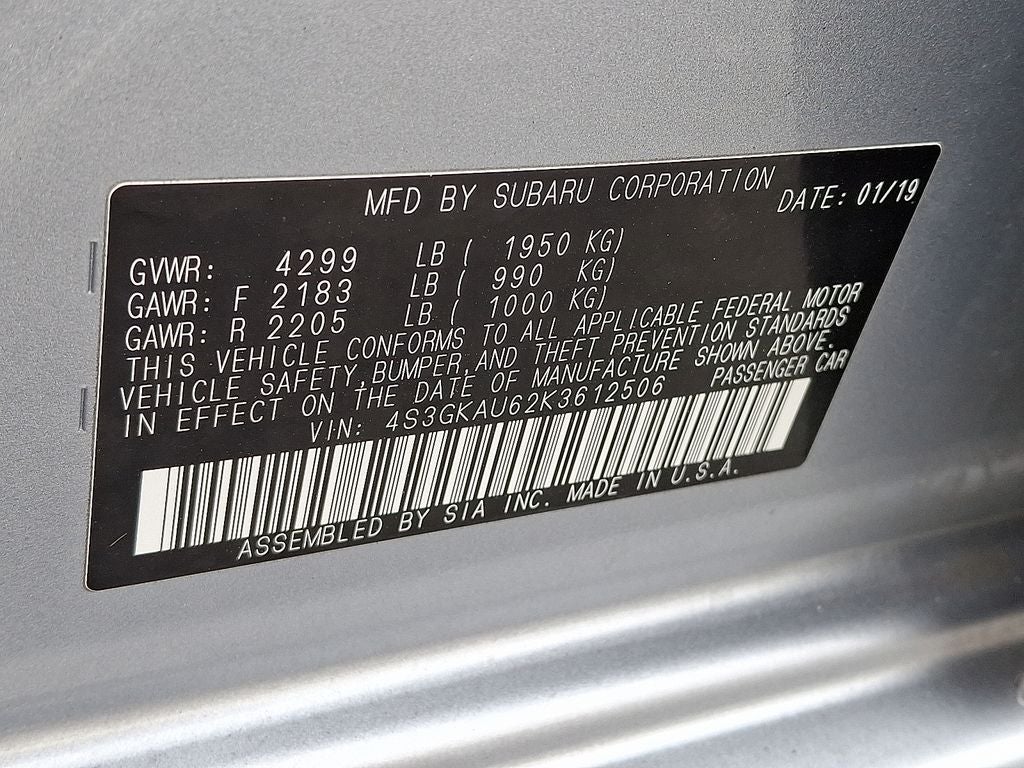 MFD BY SUBARU CORPORATION DATE: 01/19
GVWR: 4299 LB ( 1950 KG)
GAWR: F 2183 LB ( 990 KG)
GAWR: R 2205 LB ( 1000 KG)
THIS VEHICLE CONFORMS TO ALL APPLICABLE FEDERAL MOTOR
VEHICLE SAFETY, BUMPER, AND THEFT PREVENTION STANDARDS
IN EFFECT ON THE DATE OF MANUFACTURE SHOWN ABOVE.
VIN: 4S3GKAU62K3612506 PASSENGER CAR
ASSEMBLED BY SIA INC. MADE IN U.S.A.